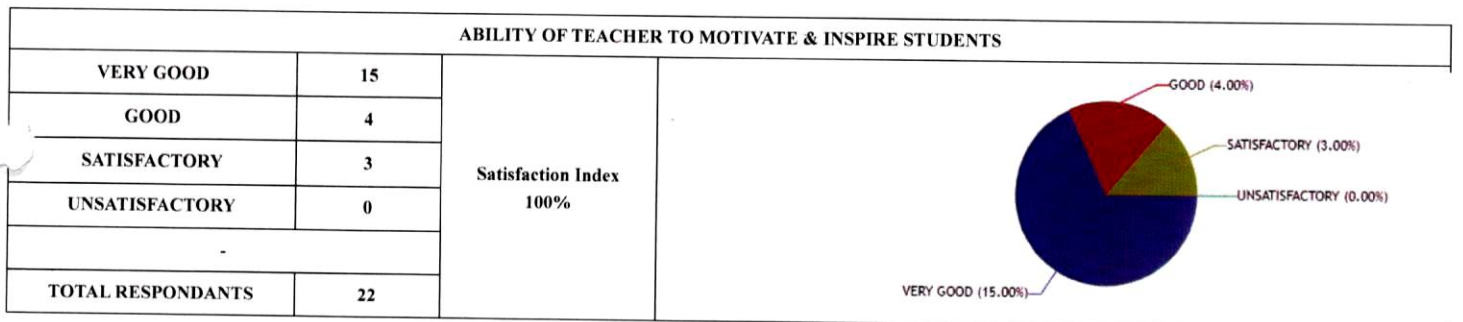 ABILITY OF TEACHER TO MOTIVATE & INSPIRE STUDENTS
VERY GOOD 15
GOOD 4
SATISFACTORY 3
UNSATISFACTORY 0
-
TOTAL RESPONDANTS 22
Satisfaction Index
100%
GOOD (4.00%)
SATISFACTORY (3.00%)
UNSATISFACTORY (0.00%)
VERY GOOD (15.00%)